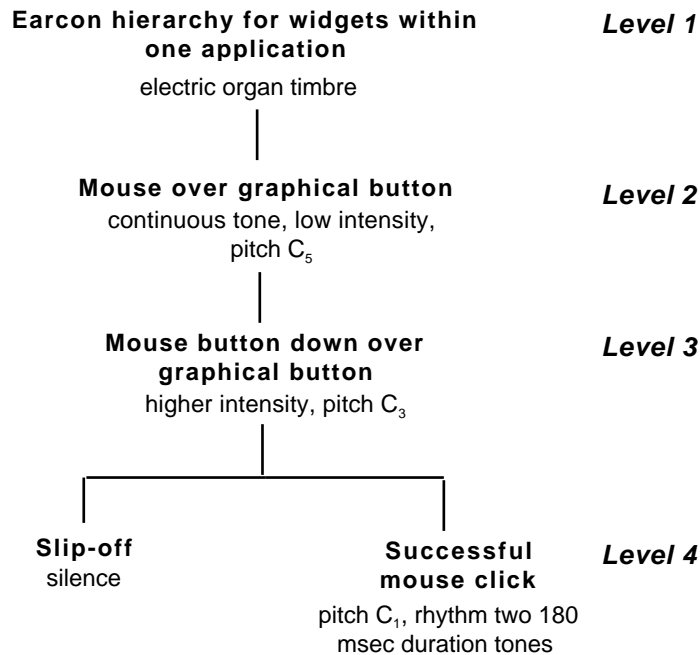 Earcon hierarchy for widgets within
one application
Level 1
electric organ timbre
Mouse over graphical button
Level 2
continuous tone, low intensity,
pitch C₅
Mouse button down over
graphical button
Level 3
higher intensity, pitch C₃
Slip-off
silence
Successful
mouse click
Level 4
pitch C₁, rhythm two 180
msec duration tones